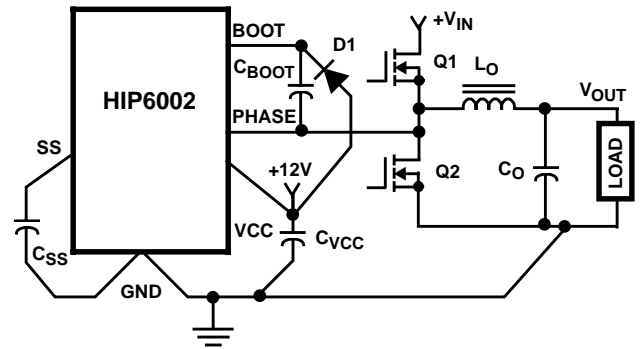 +VIN
BOOT
D1
Q1
CBOOT
LO
HIP6002
VOUT
PHASE
SS
+12V
Q2
CO
LOAD
VCC
CVCC
CSS
GND